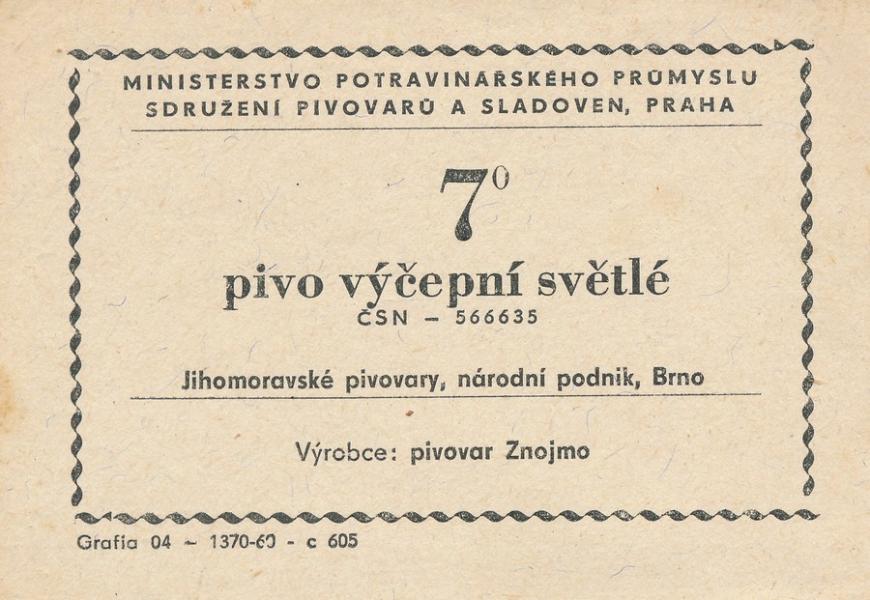 MINISTERSTVO POTRAVINÁŘSKÉHO PRŮMYSLU
SDRUŽENÍ PIVOVARŮ A SLADOVEN, PRAHA
7⁰
pivo výčepní světlé
ČSN – 566635
Jihomoravské pivovary, národní podnik, Brno
Výrobce: pivovar Znojmo
Grafia 04 – 1370-60 - c 605